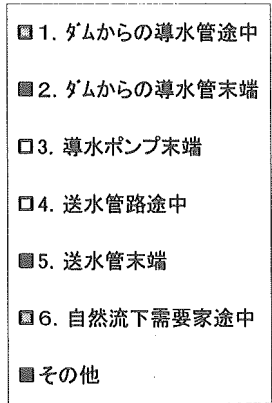 1. ダムからの導水管途中
2. ダムからの導水管末端
3. 導水ポンプ末端
4. 送水管路途中
5. 送水管末端
6. 自然流下需要家途中
その他